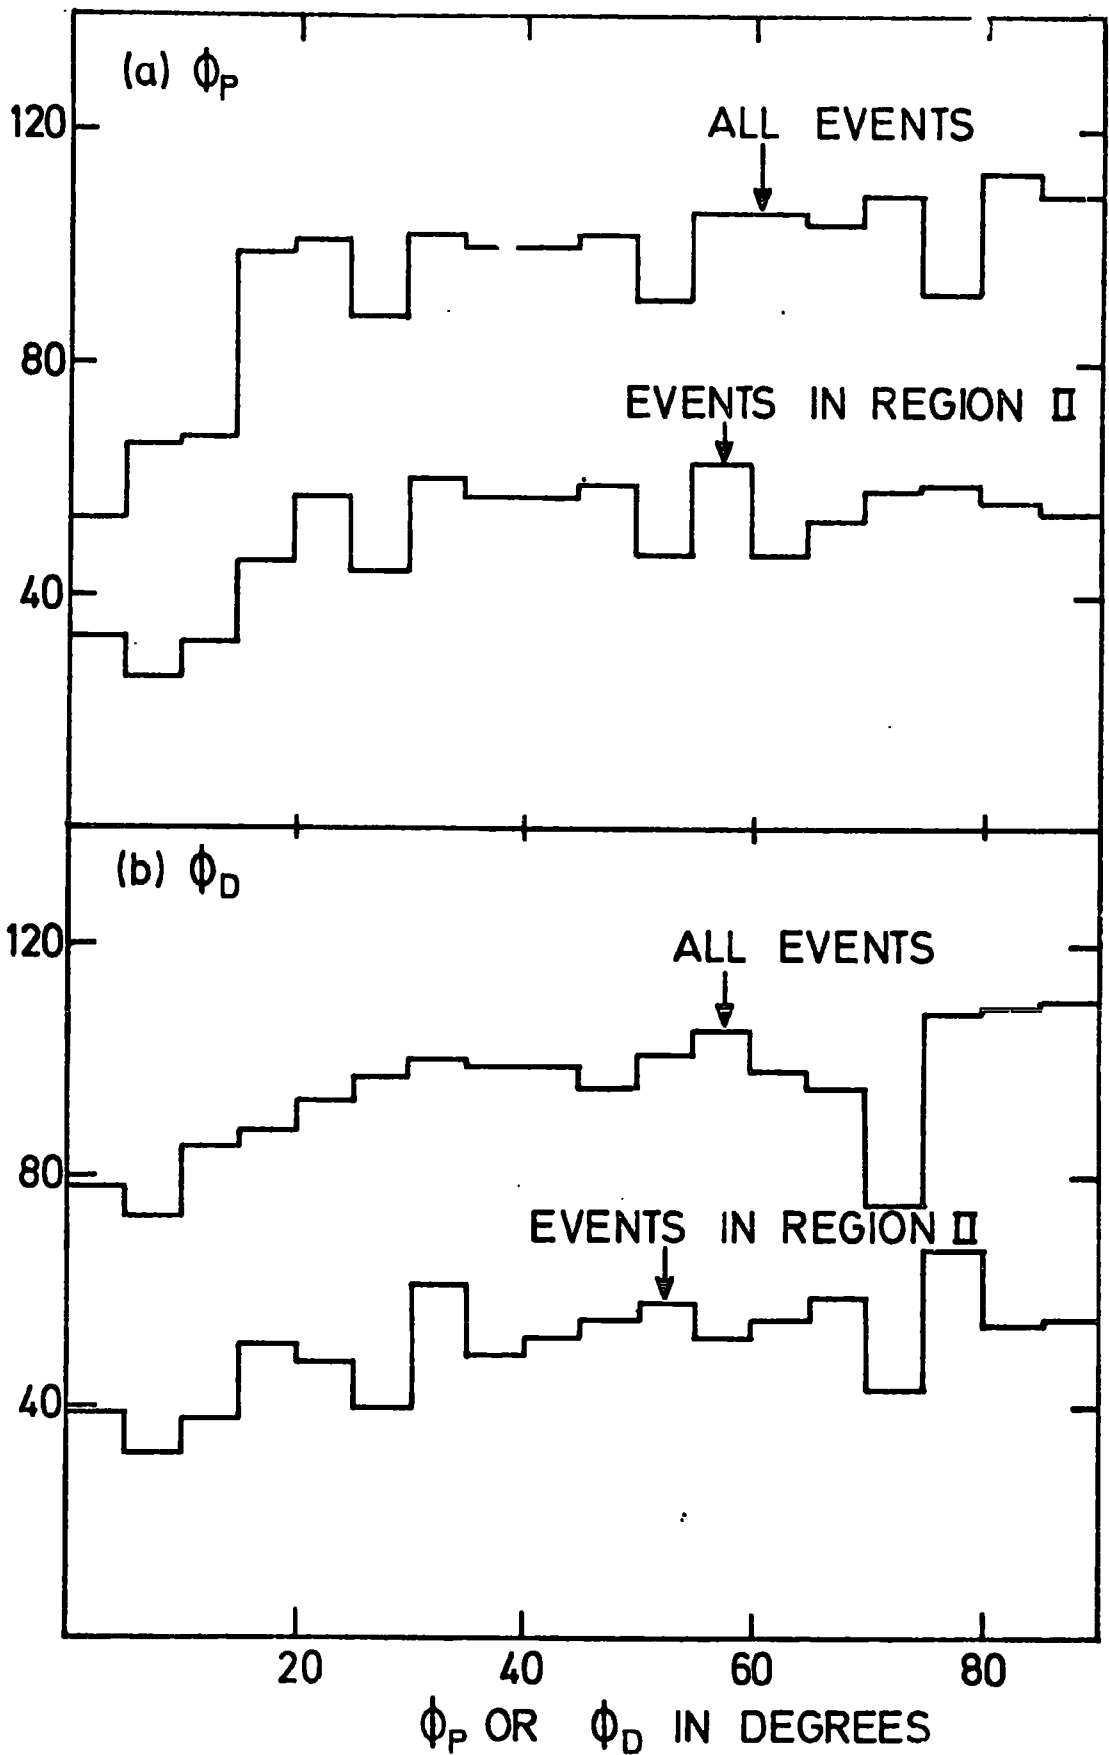 (a) ϕP
120
ALL EVENTS
80
EVENTS IN REGION II
40
(b) ϕD
120
ALL EVENTS
80
EVENTS IN REGION II
40
20 40 60 80
ϕP OR ϕD IN DEGREES